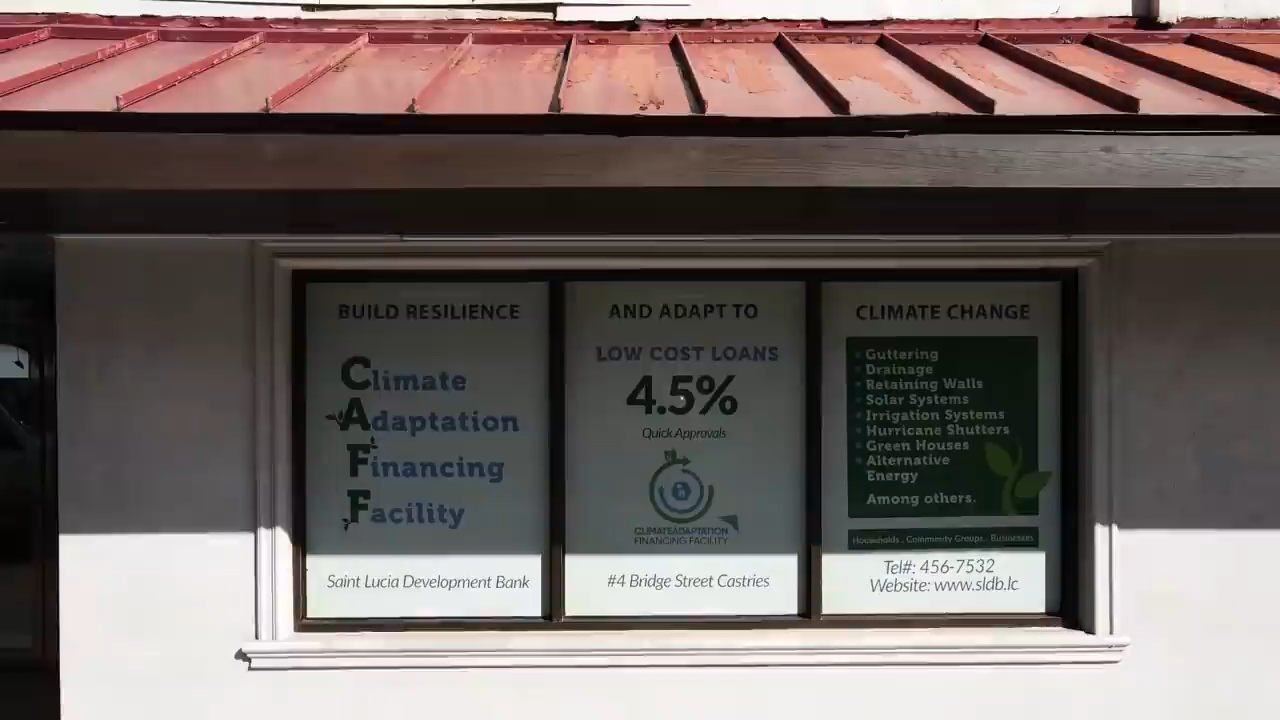 BUILD RESILIENCE
Climate
Adaptation
Financing
Facility
Saint Lucia Development Bank
AND ADAPT TO
LOW COST LOANS
4.5%
Quick Approvals
CLIMATE ADAPTATION
FINANCING FACILITY
#4 Bridge Street Castries
CLIMATE CHANGE
• Guttering
• Drainage
• Retaining Walls
• Solar Systems
• Irrigation Systems
• Hurricane Shutters
• Green Houses
• Alternative
Energy
Among others.
Households . Commenty Groups . Businesses
Tel#: 456-7532
Website: www.sldb.lc